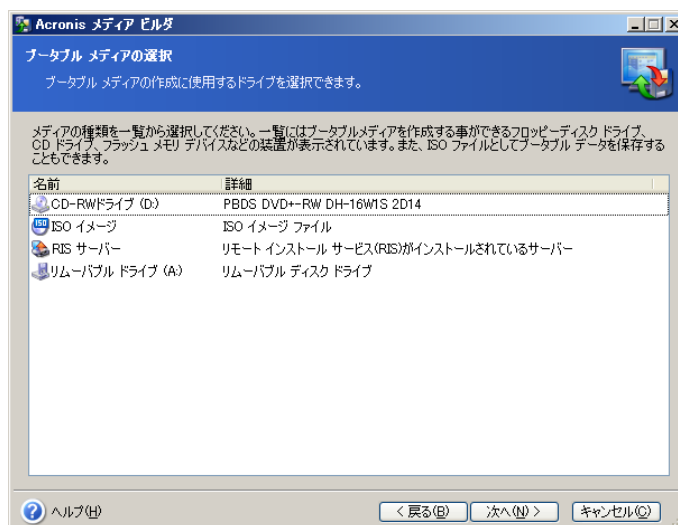 Acronis メディア ビルダ
ブータブル メディアの選択
ブータブル メディアの作成に使用するドライブを選択できます。
メディアの種類を一覧から選択してください。一覧にはブータブルメディアを作成する事ができるフロッピーディスク ドライブ、
CD ドライブ、フラッシュ メモリ デバイスなどの装置が表示されています。また、ISO ファイルとしてブータブル データを保存する
こともできます。
名前 詳細
CD-RWドライブ (D:) PBDS DVD+-RW DH-16W1S 2D14
ISO イメージ ISO イメージ ファイル
RIS サーバー リモート インストール サービス(RIS)がインストールされているサーバー
リムーバブル ドライブ (A:) リムーバブル ディスク ドライブ
ヘルプ(H) < 戻る(B) 次へ(N) > キャンセル(C)